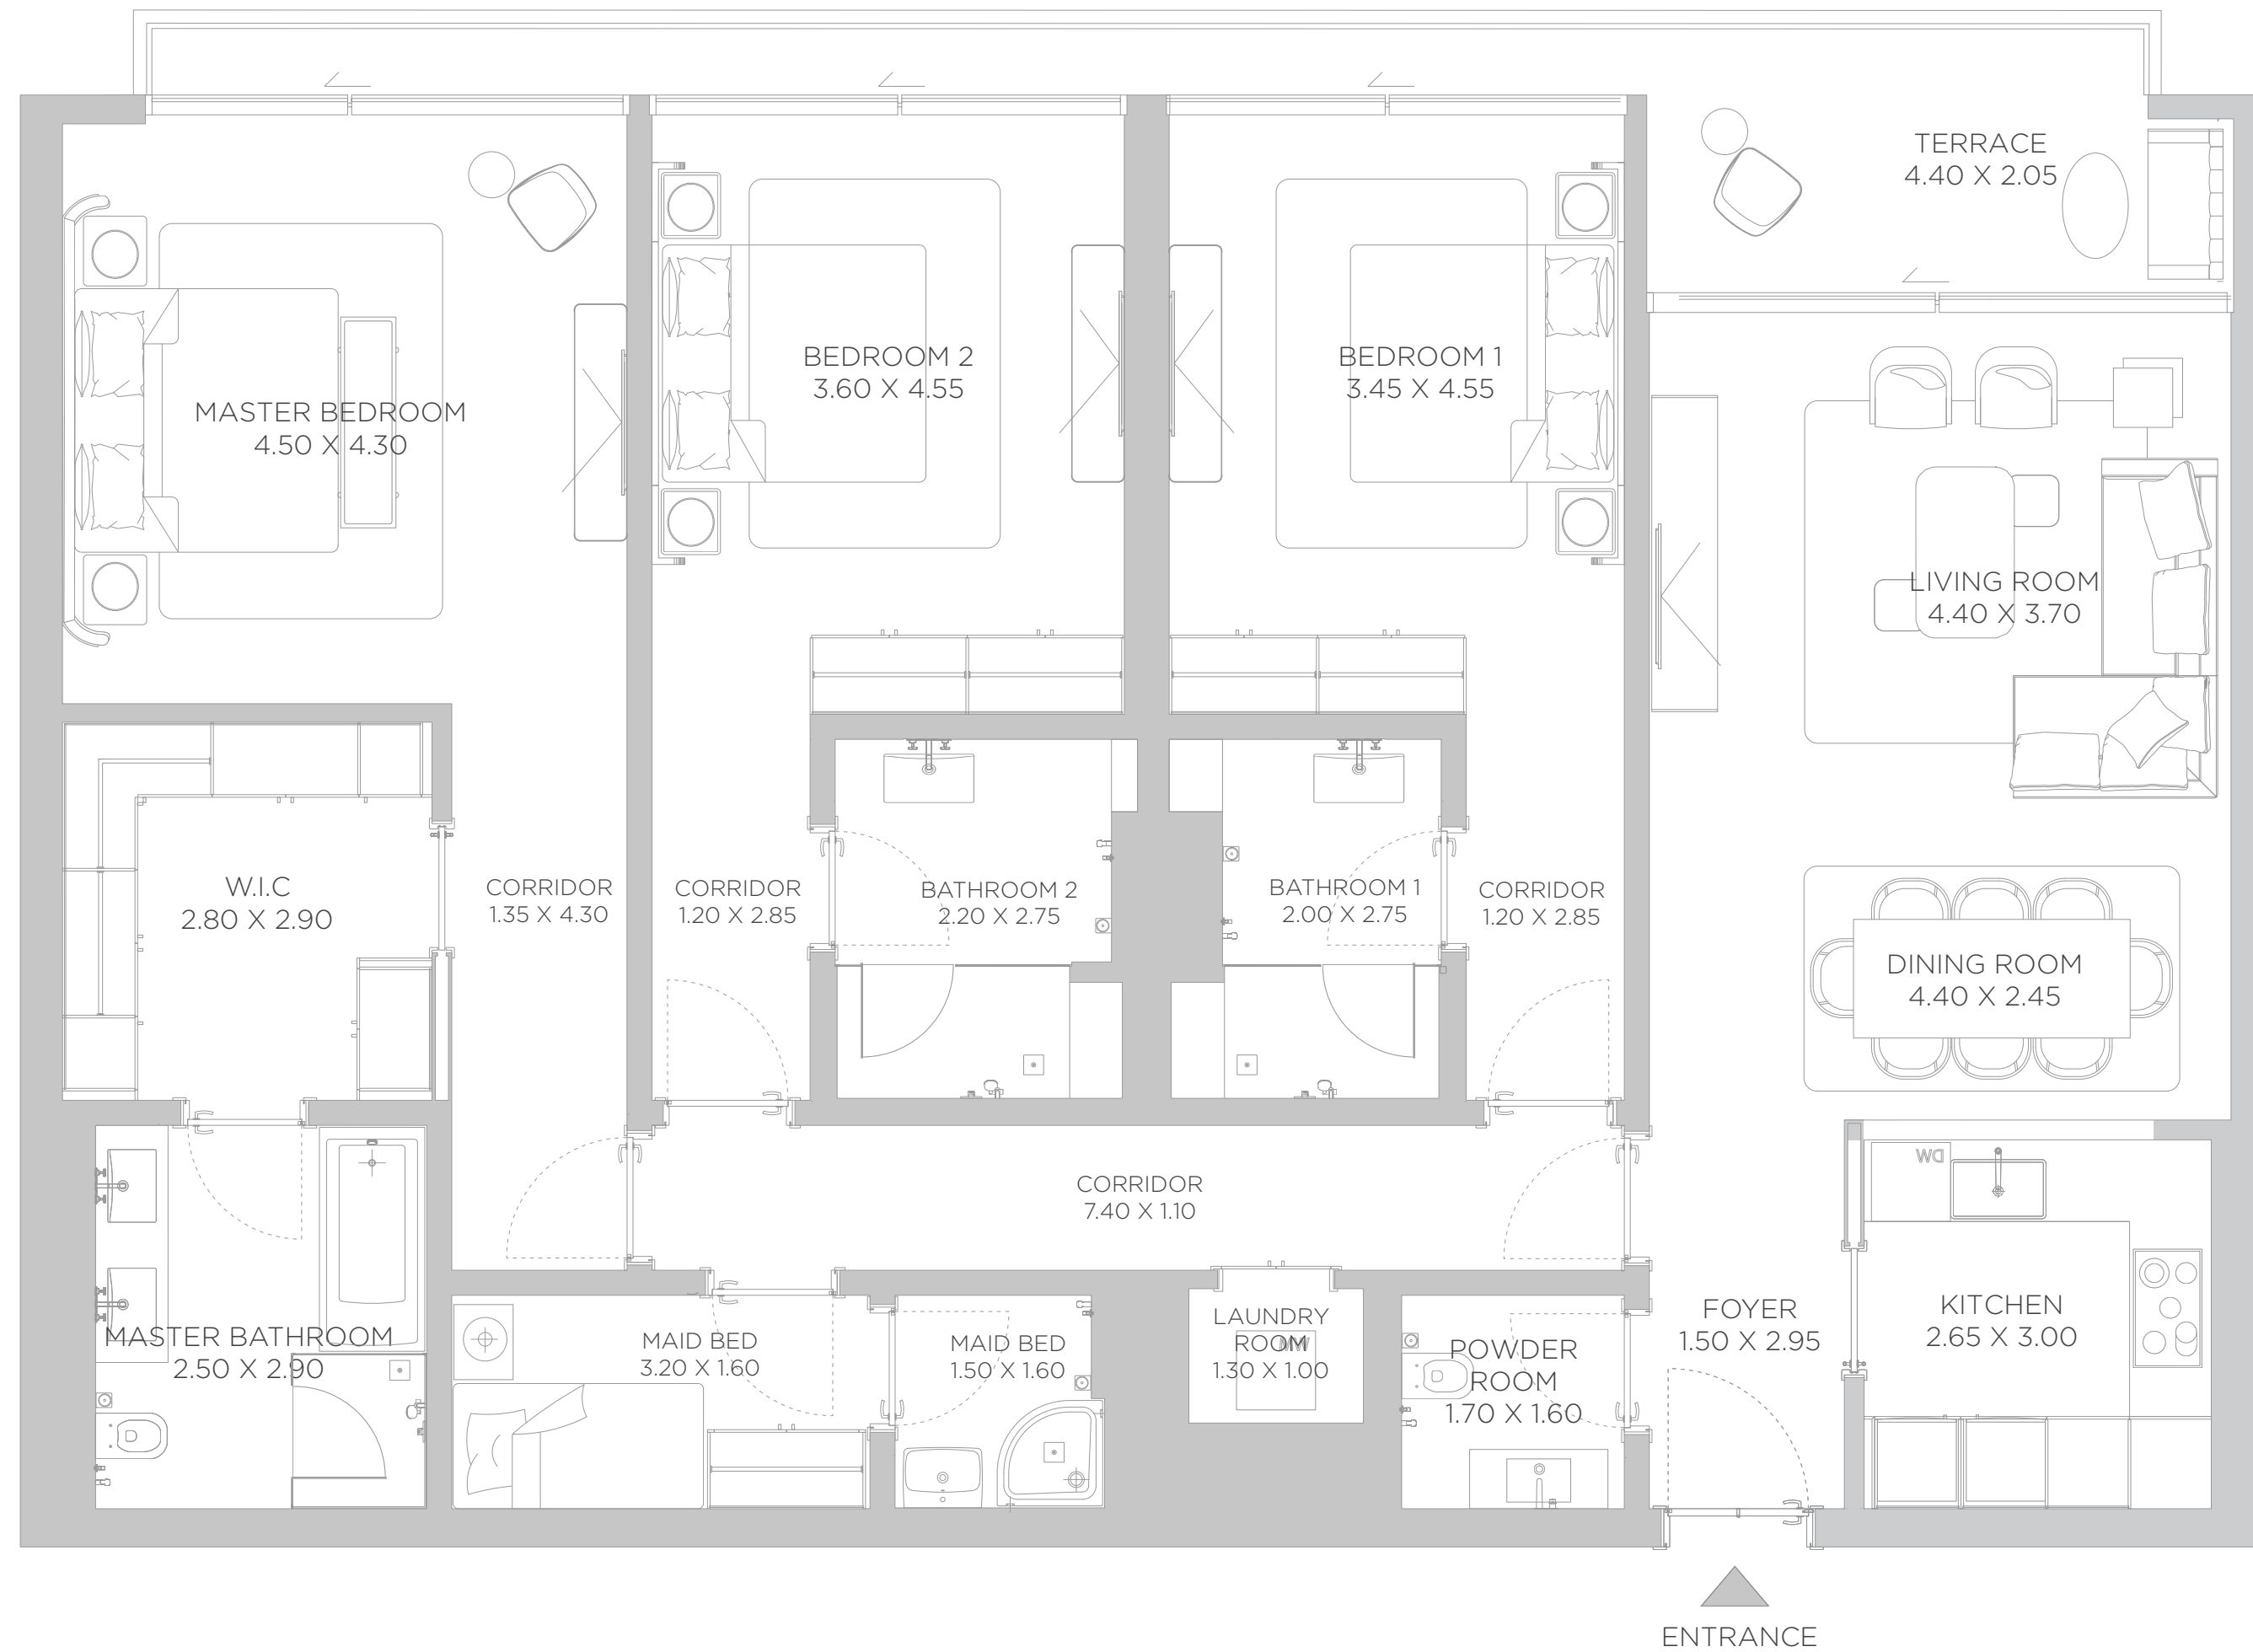 TERRACE
4.40 X 2.05
BEDROOM 2
3.60 X 4.55
BEDROOM 1
3.45 X 4.55
MASTER BEDROOM
4.50 X 4.30
LIVING ROOM
4.40 X 3.70
W.I.C
2.80 X 2.90
CORRIDOR
1.35 X 4.30
CORRIDOR
1.20 X 2.85
BATHROOM 2
2.20 X 2.75
BATHROOM 1
2.00 X 2.75
CORRIDOR
1.20 X 2.85
DINING ROOM
4.40 X 2.45
DW
CORRIDOR
7.40 X 1.10
MASTER BATHROOM
2.50 X 2.90
MAID BED
3.20 X 1.60
MAID BED
1.50 X 1.60
LAUNDRY
ROOM
1.30 X 1.00
POWDER
ROOM
1.70 X 1.60
FOYER
1.50 X 2.95
KITCHEN
2.65 X 3.00
ENTRANCE